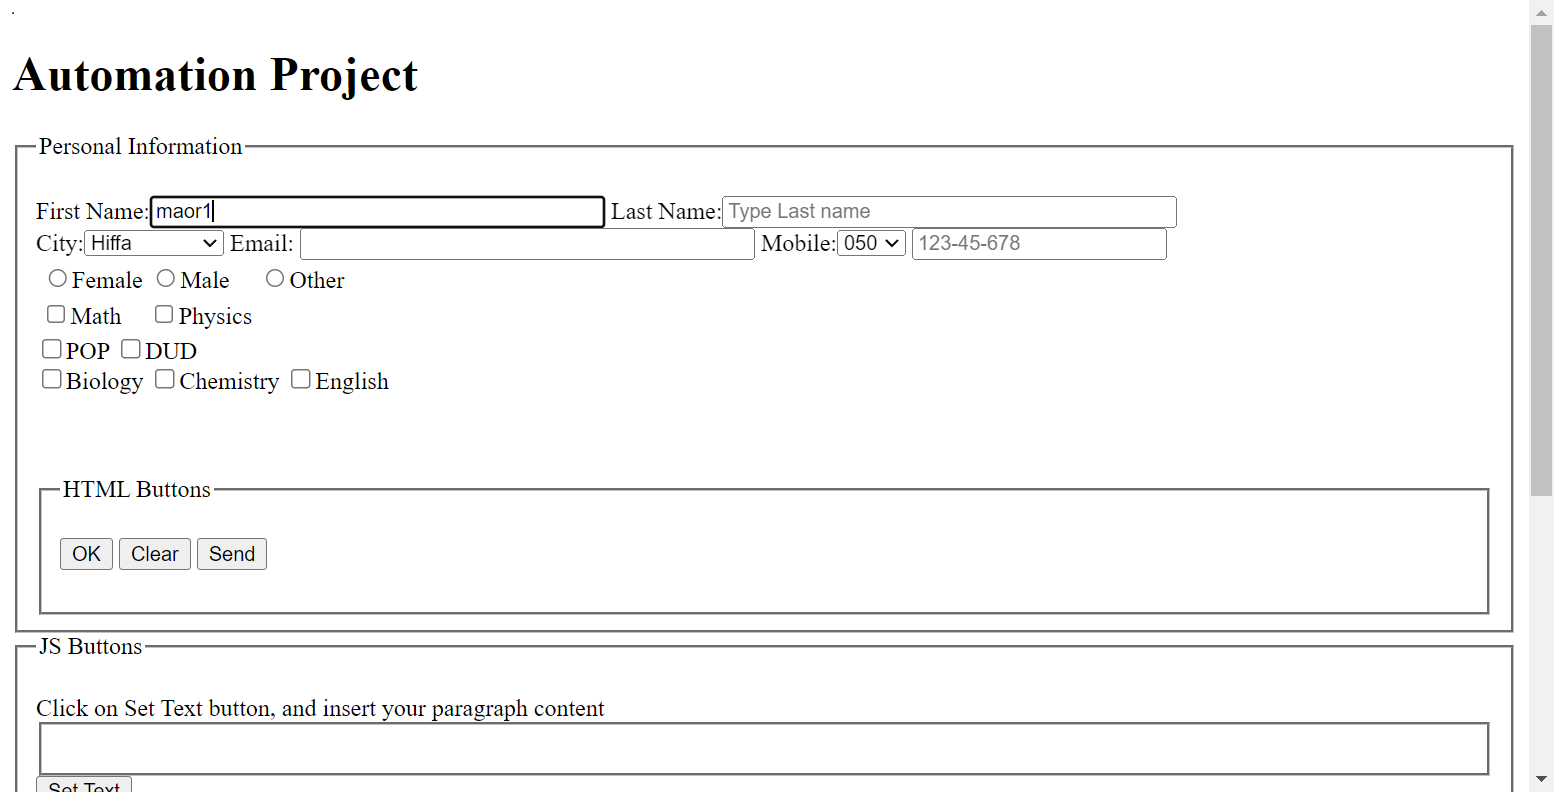 .
Automation Project
Personal Information
First Name: maor1 Last Name: Type Last name
City: Hiffa Email: Mobile: 050 123-45-678
Female Male Other
Math Physics
POP DUD
Biology Chemistry English
HTML Buttons
OK Clear Send
JS Buttons
Click on Set Text button, and insert your paragraph content
Set Text